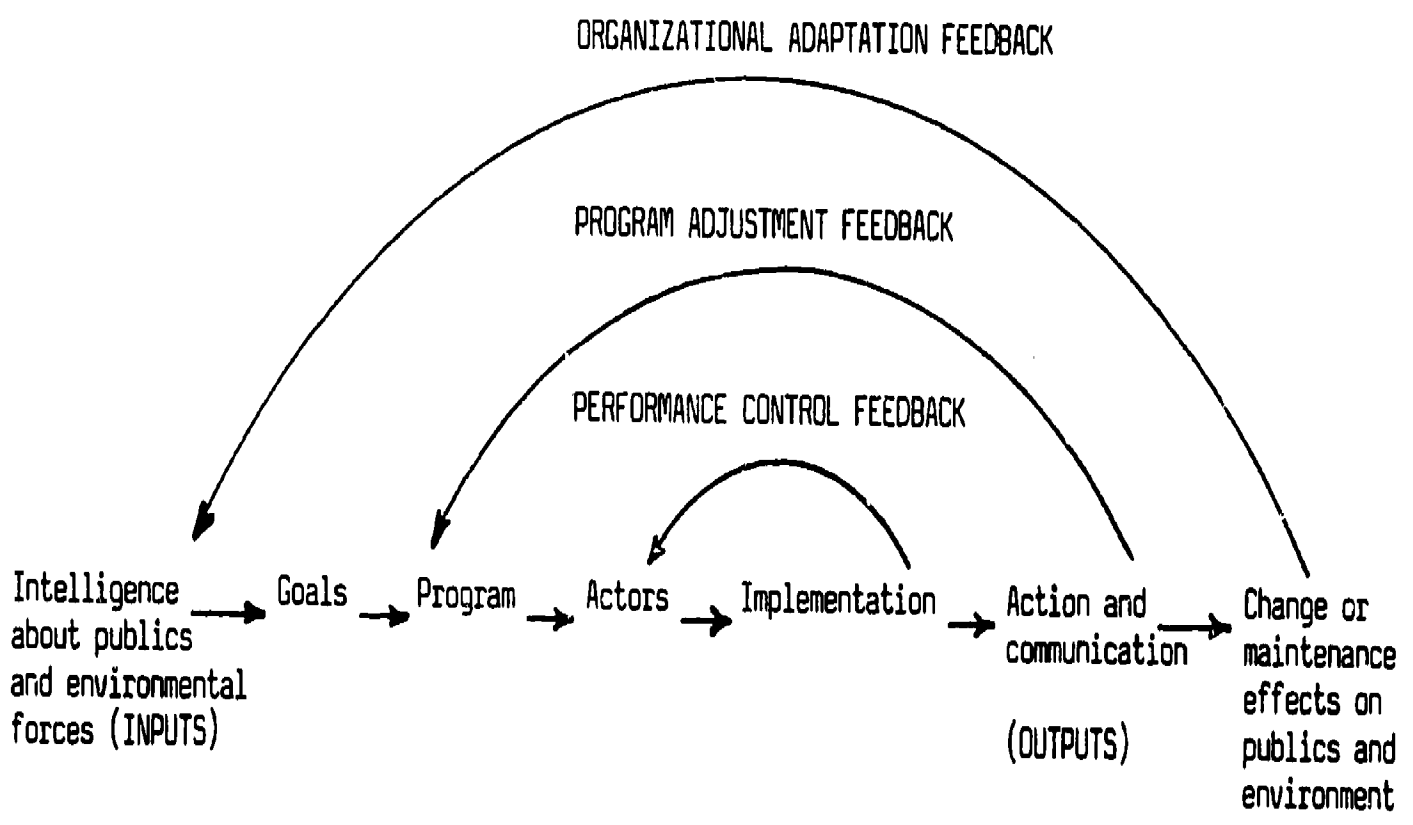 ORGANIZATIONAL ADAPTATION FEEDBACK
PROGRAM ADJUSTMENT FEEDBACK
PERFORMANCE CONTROL FEEDBACK
Intelligence
about publics
and environmental
forces (INPUTS)
Goals
Program
Actors
Implementation
Action and
communication
(OUTPUTS)
Change or
maintenance
effects on
publics and
environment